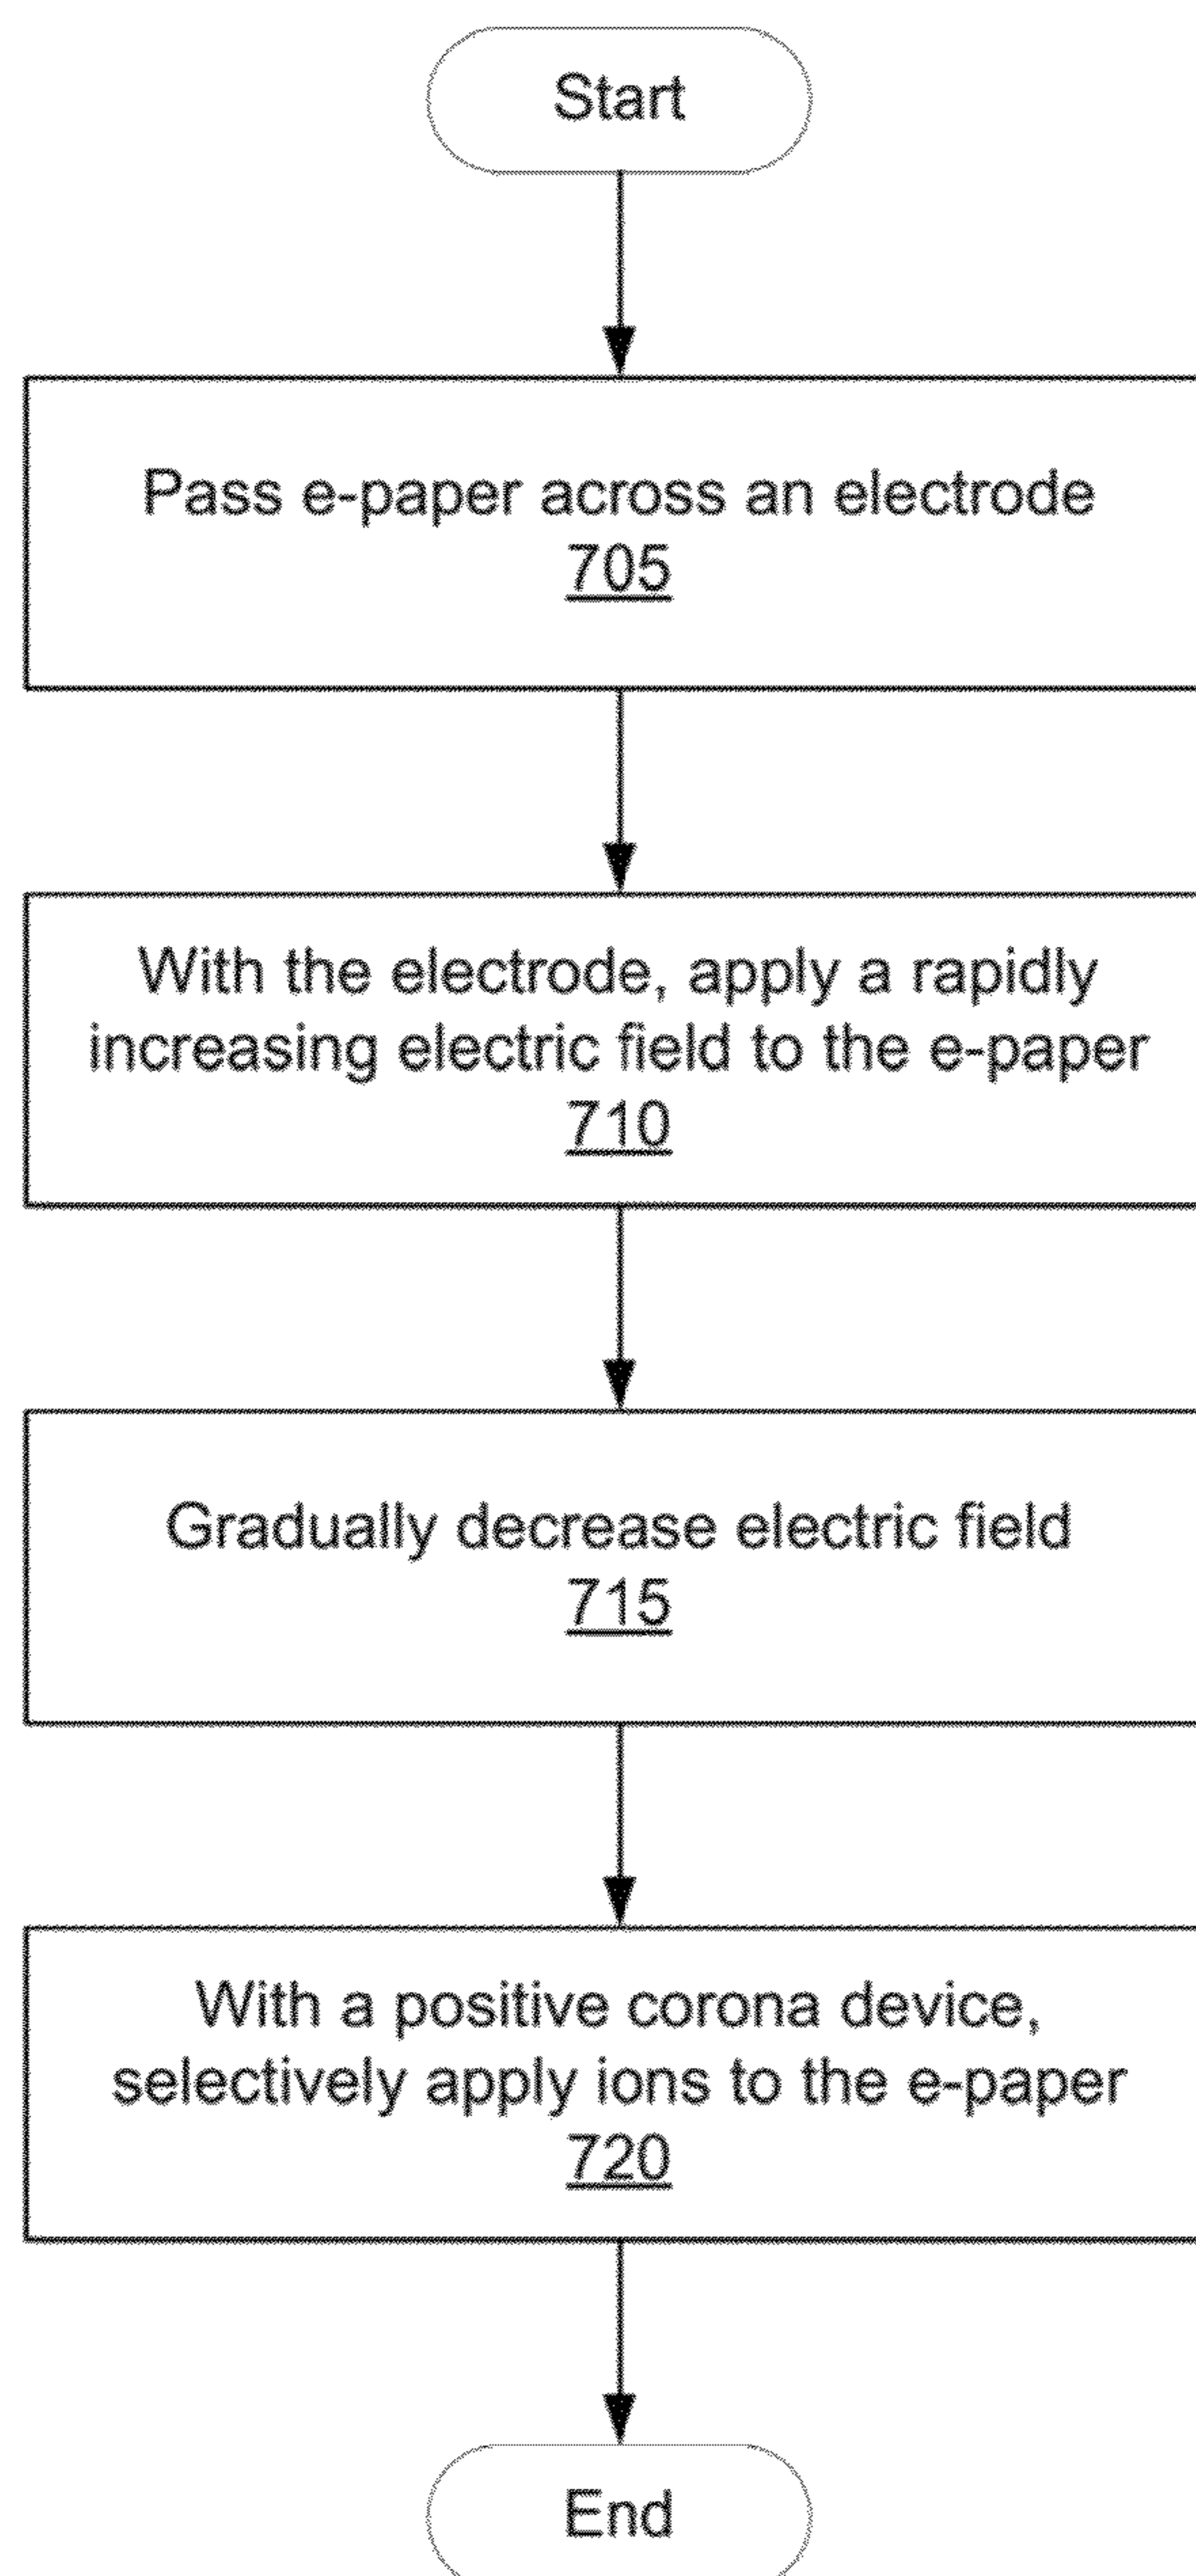 Start
Pass e-paper across an electrode
705
With the electrode, apply a rapidly
increasing electric field to the e-paper
710
Gradually decrease electric field
715
With a positive corona device,
selectively apply ions to the e-paper
720
End